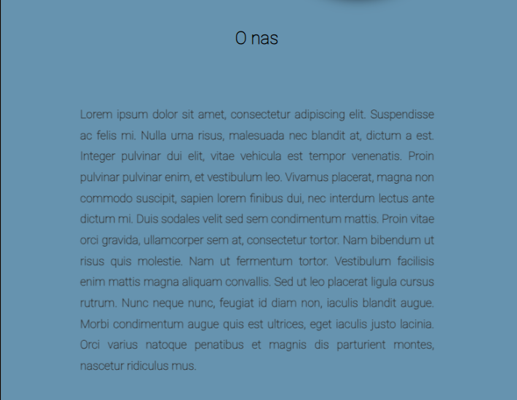 O nas
Lorem ipsum dolor sit amet, consectetur adipiscing elit. Suspendisse
ac felis mi. Nulla urna risus, malesuada nec blandit at, dictum a est.
Integer pulvinar dui elit, vitae vehicula est tempor venenatis. Proin
pulvinar pulvinar enim, et vestibulum leo. Vivamus placerat, magna non
commodo suscipit, sapien lorem finibus dui, nec interdum lectus ante
dictum mi. Duis sodales velit sed sem condimentum mattis. Proin vitae
orci gravida, ullamcorper sem at, consectetur tortor. Nam bibendum ut
risus quis molestie. Nam ut fermentum tortor. Vestibulum facilisis
enim mattis magna aliquam convallis. Sed ut leo placerat ligula cursus
rutrum. Nunc neque nunc, feugiat id diam non, iaculis blandit augue.
Morbi condimentum augue quis est ultrices, eget iaculis justo lacinia.
Orci varius natoque penatibus et magnis dis parturient montes,
nascetur ridiculus mus.